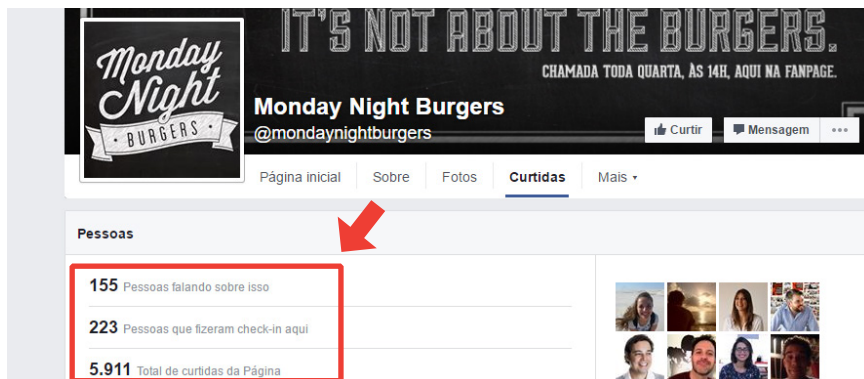 IT'S NOT ABOUT THE BURGERS.
CHAMADA TODA QUARTA, ÀS 14H, AQUI NA FANPAGE.
Monday
Night
BURGERS
Monday Night Burgers
@mondaynightburgers
Curtir
Mensagem
Página inicial
Sobre
Fotos
Curtidas
Mais
Pessoas
155 Pessoas falando sobre isso
223 Pessoas que fizeram check-in aqui
5.911 Total de curtidas da Página